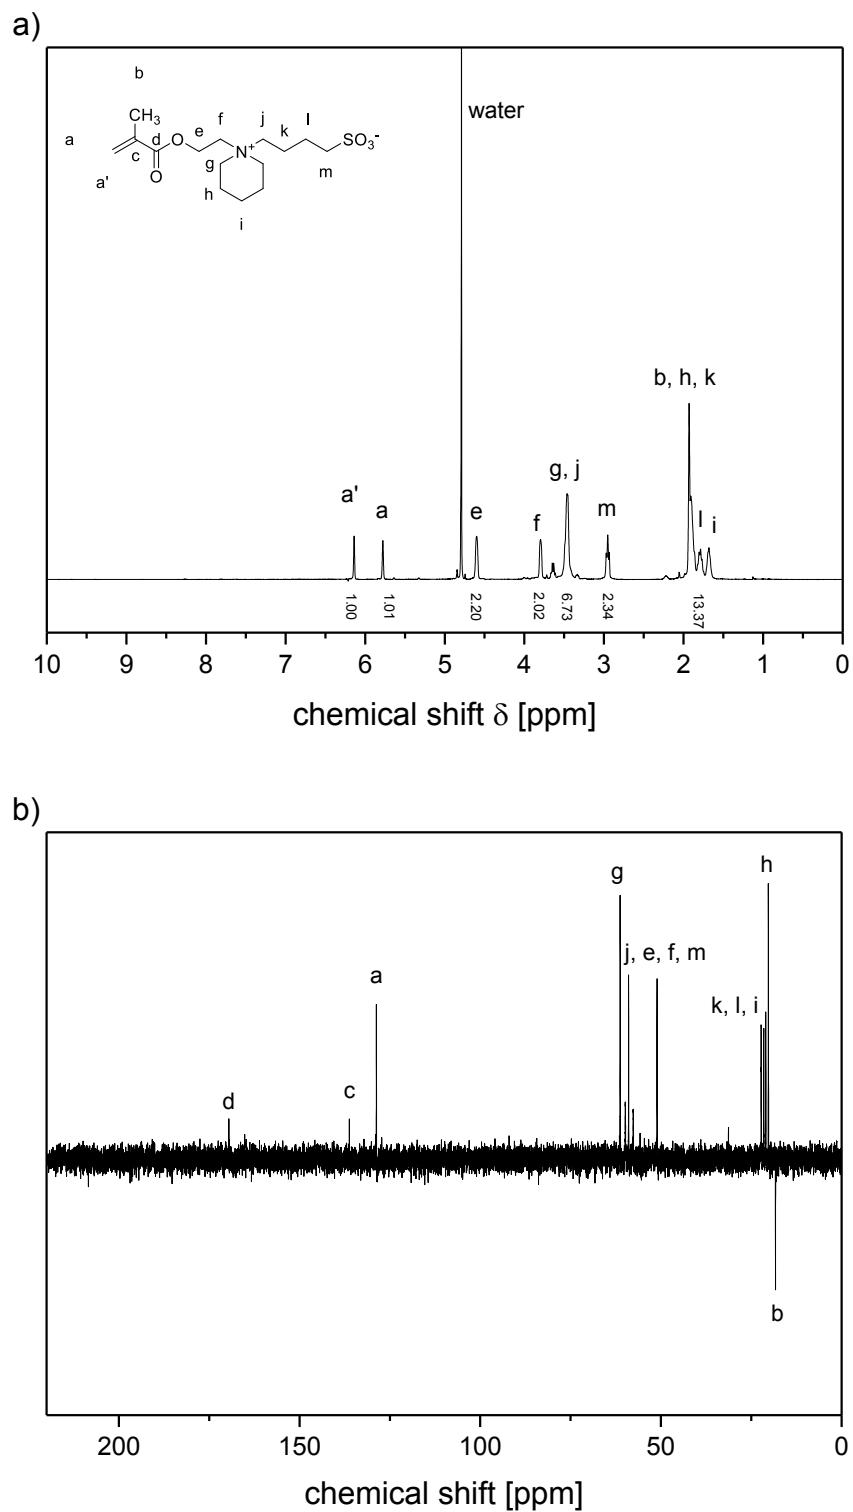 a)
b
CH3
f
j
l
k
e
SO3-
a
d
O
c
N+
g
m
a'
O
h
i
water
b, h, k
g, j
a'
a
e
f
m
l
i
1.00
1.01
2.20
2.02
6.73
2.34
13.37
10 9 8 7 6 5 4 3 2 1 0
chemical shift δ [ppm]
b)
h
g
j, e, f, m
a
k, l, i
d
c
b
200 150 100 50 0
chemical shift [ppm]